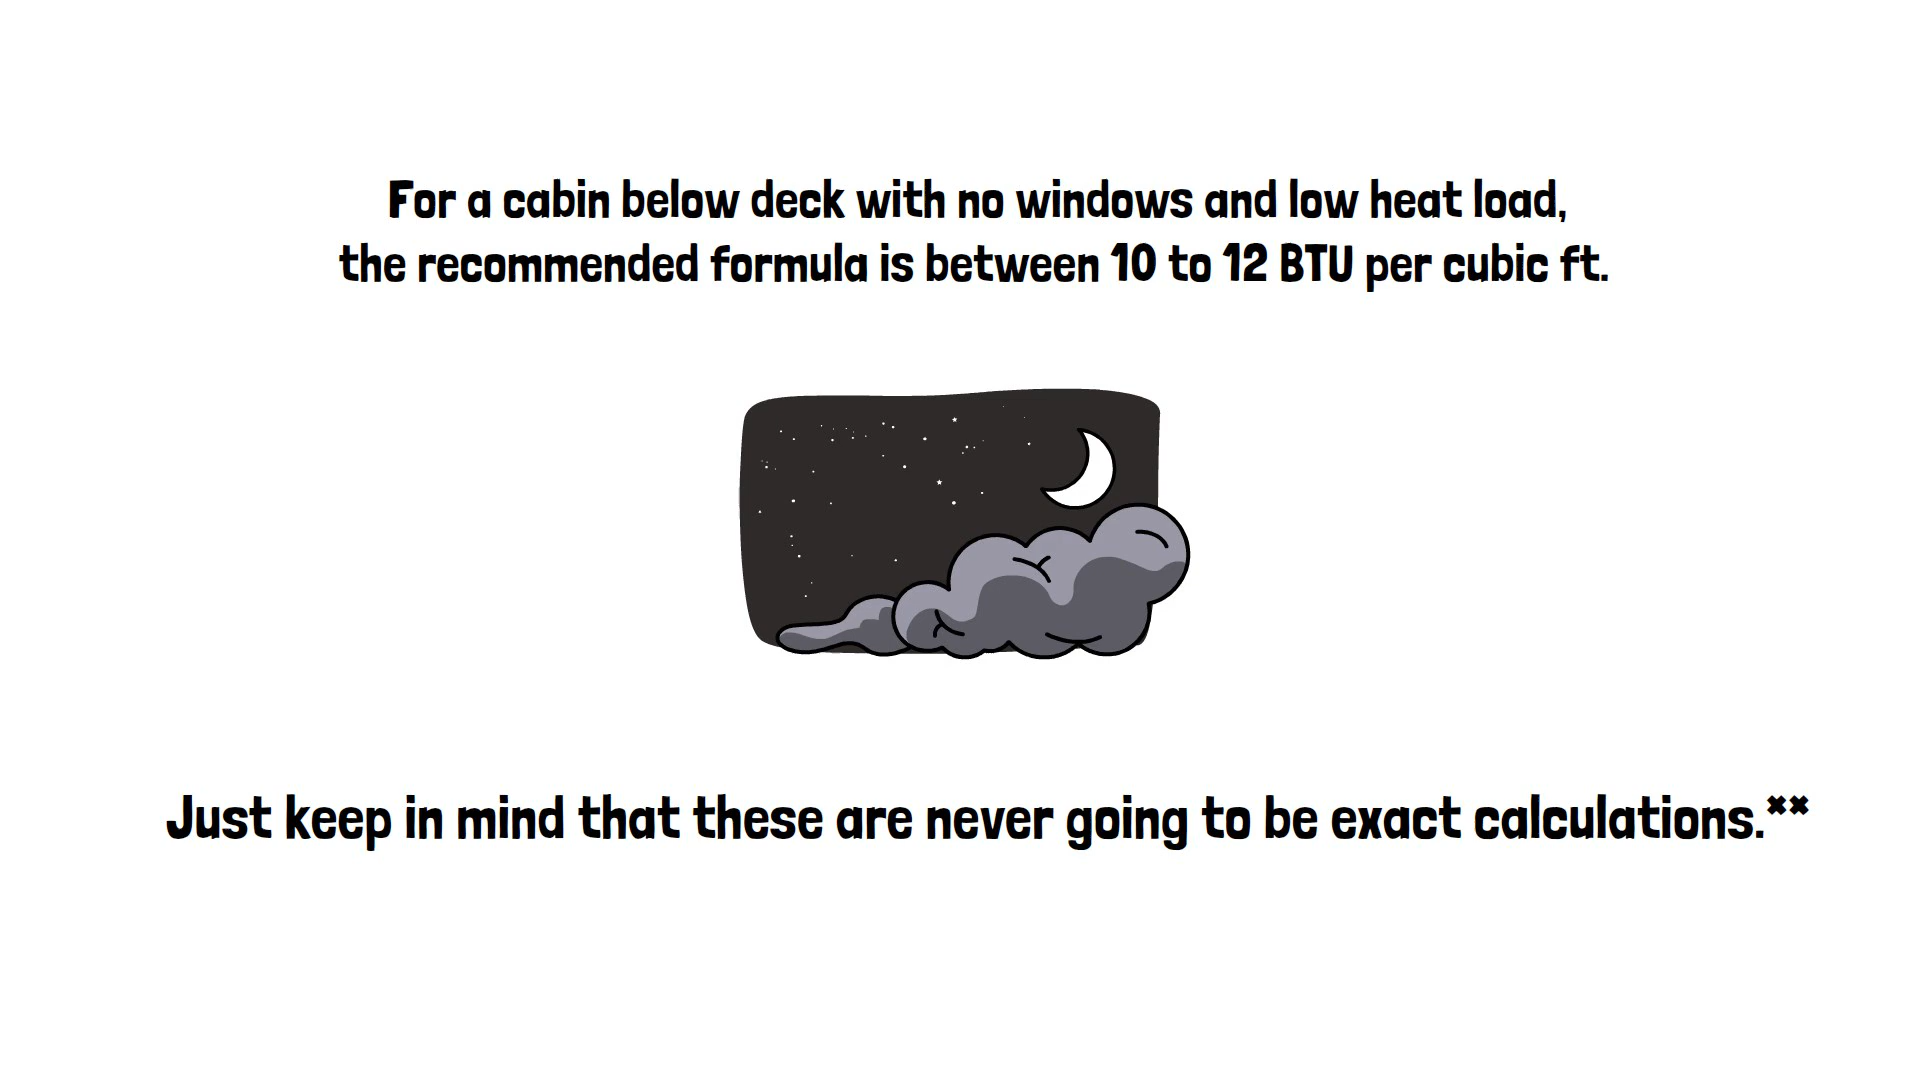 For a cabin below deck with no windows and low heat load,
the recommended formula is between 10 to 12 BTU per cubic ft.
Just keep in mind that these are never going to be exact calculations.**